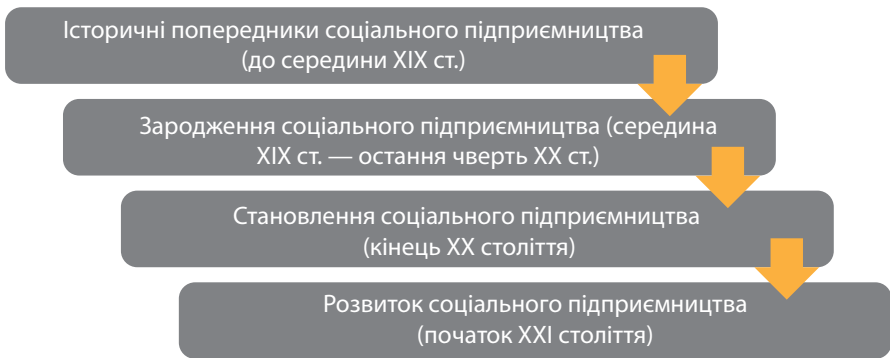 Історичні попередники соціального підприємництва
(до середини XIX ст.)
Зародження соціального підприємництва (середина
XIX ст. — остання чверть XX ст.)
Становлення соціального підприємництва
(кінець XX століття)
Розвиток соціального підприємництва
(початок XXI століття)